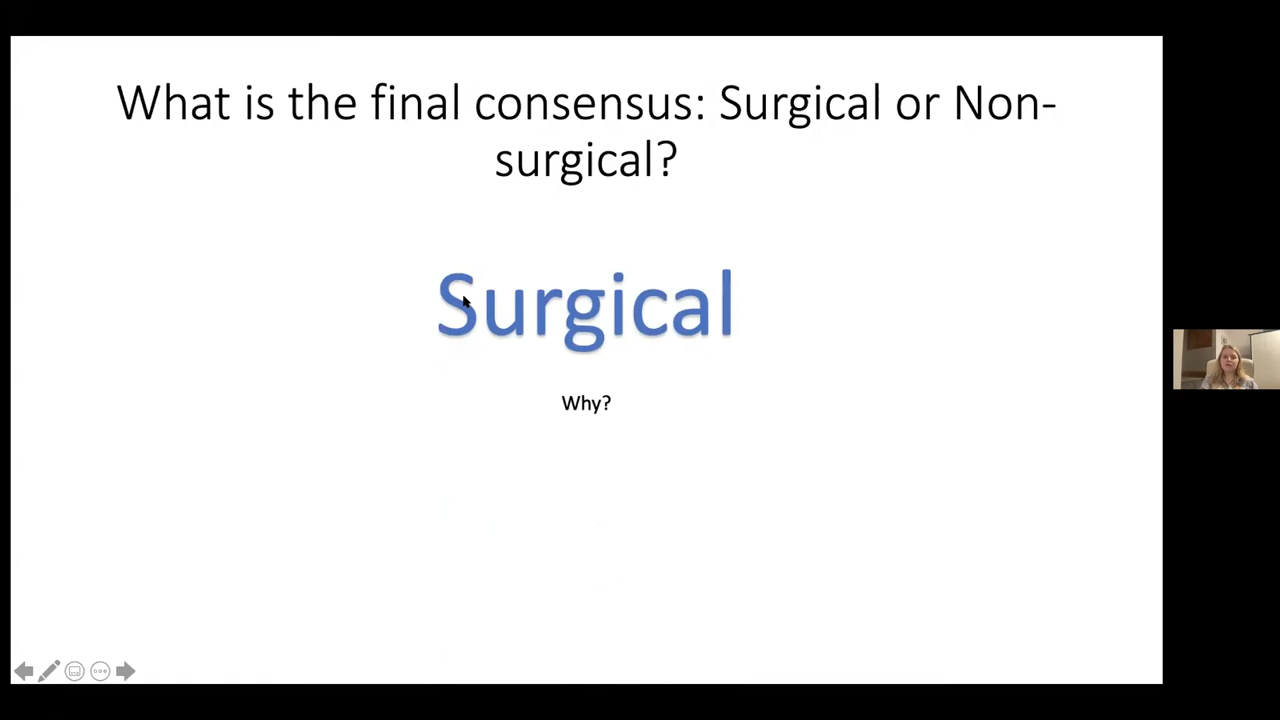 What is the final consensus: Surgical or Non-
surgical?
Surgical
Why?